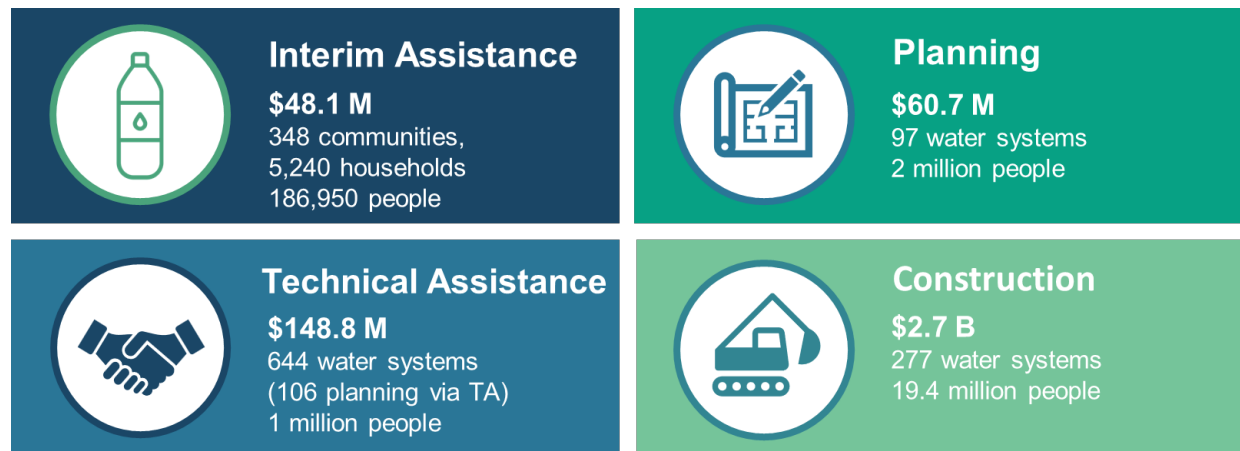 Interim Assistance
$48.1 M
348 communities,
5,240 households
186,950 people
Planning
$60.7 M
97 water systems
2 million people
Technical Assistance
$148.8 M
644 water systems
(106 planning via TA)
1 million people
Construction
$2.7 B
277 water systems
19.4 million people